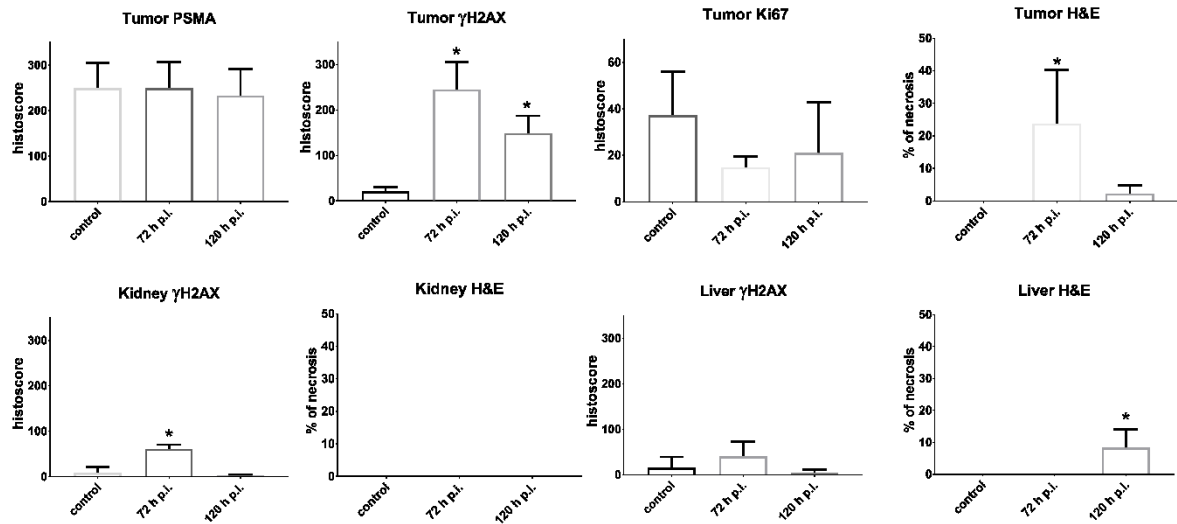 Tumor PSMA
histoscore
300
200
100
0
control
72 h p.i.
120 h p.i.
Tumor γH2AX
histoscore
300
200
100
0
*
*
control
72 h p.i.
120 h p.i.
Tumor Ki67
histoscore
60
40
20
0
control
72 h p.i.
120 h p.i.
Tumor H&E
% of necrosis
50
40
30
20
10
0
*
control
72 h p.i.
120 h p.i.
Kidney γH2AX
histoscore
300
200
100
0
*
control
72 h p.i.
120 h p.i.
Kidney H&E
% of necrosis
50
40
30
20
10
0
control
72 h p.i.
120 h p.i.
Liver γH2AX
histoscore
300
200
100
0
control
72 h p.i.
120 h p.i.
Liver H&E
% of necrosis
50
40
30
20
10
0
*
control
72 h p.i.
120 h p.i.